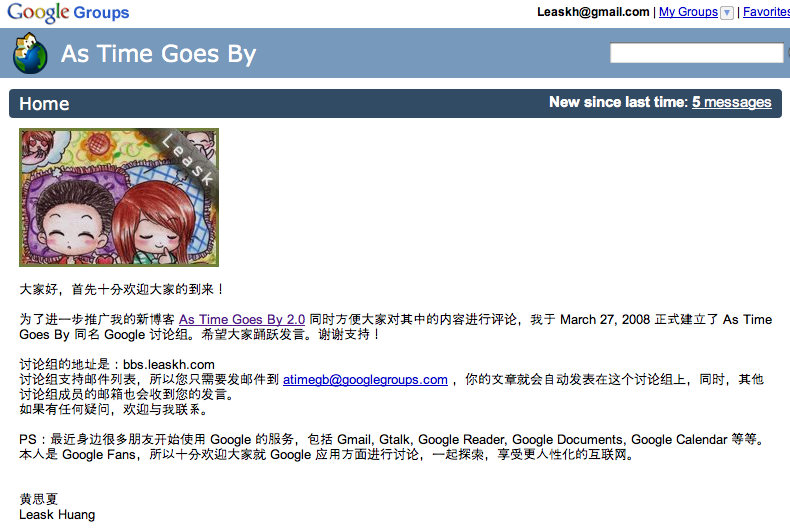 Google Groups
Leaskh@gmail.com | My Groups | Favorites
As Time Goes By
Home
New since last time: 5 messages
Leask
大家好，首先十分欢迎大家的到来！
为了进一步推广我的新博客 As Time Goes By 2.0 同时方便大家对其中的内容进行评论，我于 March 27, 2008 正式建立了 As Time
Goes By 同名 Google 讨论组。希望大家踊跃发言。谢谢支持！
讨论组的地址是：bbs.leaskh.com
讨论组支持邮件列表，所以您只需要发邮件到 atimegb@googlegroups.com ，你的文章就会自动发表在这个讨论组上，同时，其他
讨论组成员的邮箱也会收到您的发言。
如果有任何疑问，欢迎与我联系。
PS：最近身边很多朋友开始使用 Google 的服务，包括 Gmail, Gtalk, Google Reader, Google Documents, Google Calendar 等等。
本人是 Google Fans，所以十分欢迎大家就 Google 应用方面进行讨论，一起探索，享受更人性化的互联网。
黄思夏
Leask Huang